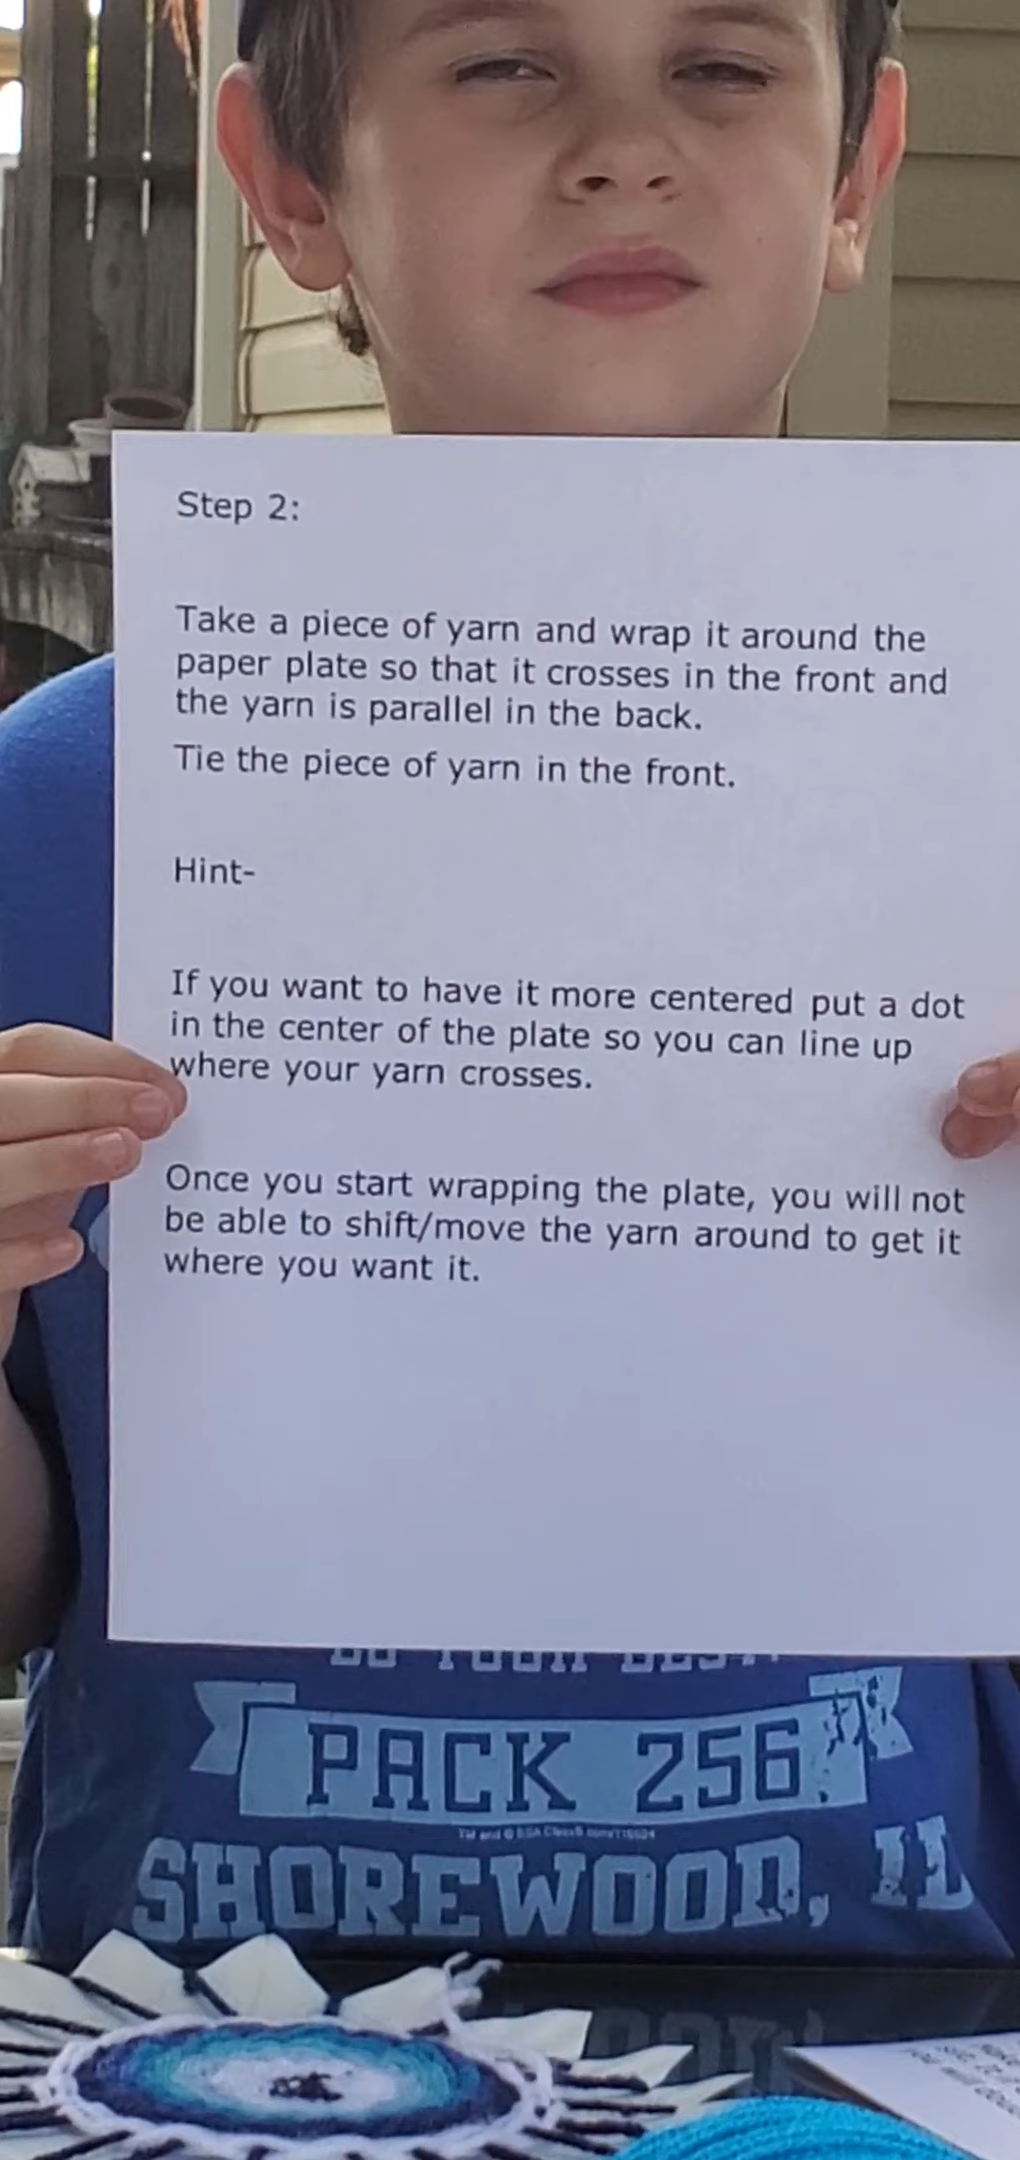 Step 2:
Take a piece of yarn and wrap it around the
paper plate so that it crosses in the front and
the yarn is parallel in the back.
Tie the piece of yarn in the front.
Hint-
If you want to have it more centered put a dot
in the center of the plate so you can line up
where your yarn crosses.
Once you start wrapping the plate, you will not
be able to shift/move the yarn around to get it
where you want it.
DO YOUR BEST
PACK 256
SHOREWOOD, IL